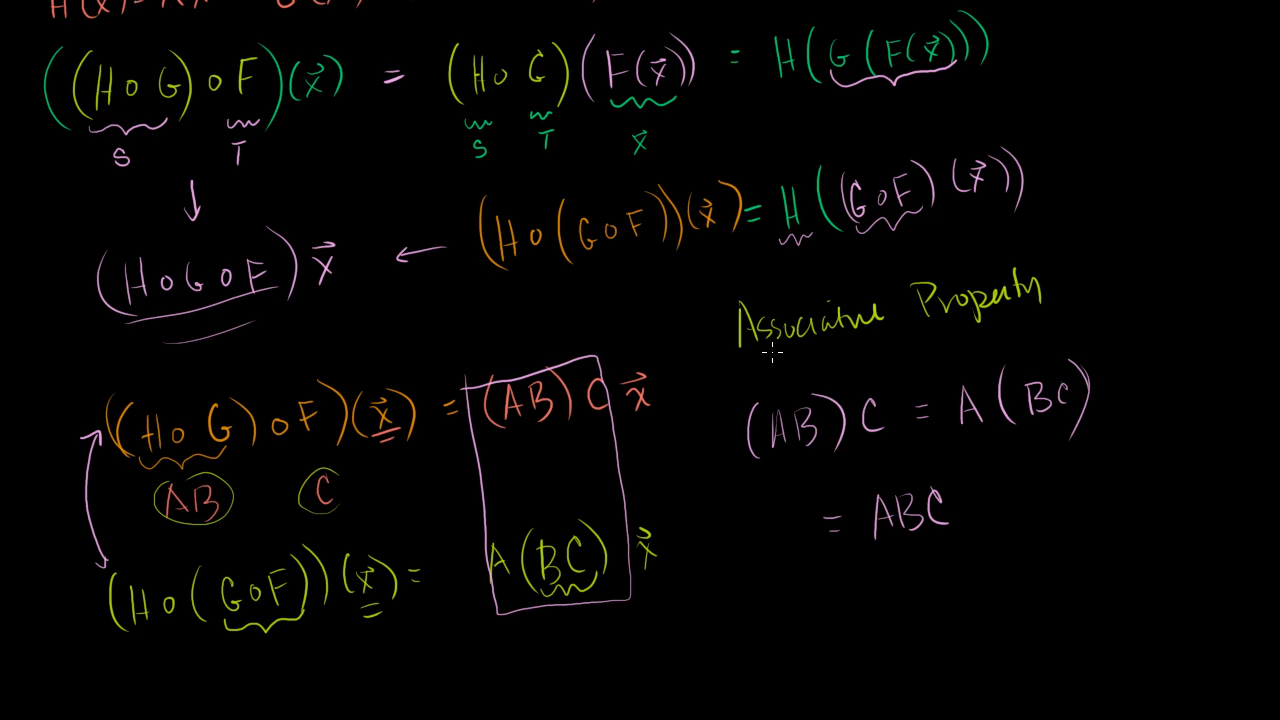 ((H o G) o F)(x⃗) = (H o G)(F(x⃗)) = H(G(F(x⃗)))
S T S T x⃗
(H o (G o F))(x⃗) = H((G o F)(x⃗))
(H o G o F) x⃗ ←
Associative Property
((H o G) o F)(x⃗) = (AB) C x⃗
(AB) C = A(BC)
AB C
= ABC
(H o (G o F))(x⃗) = A(BC) x⃗